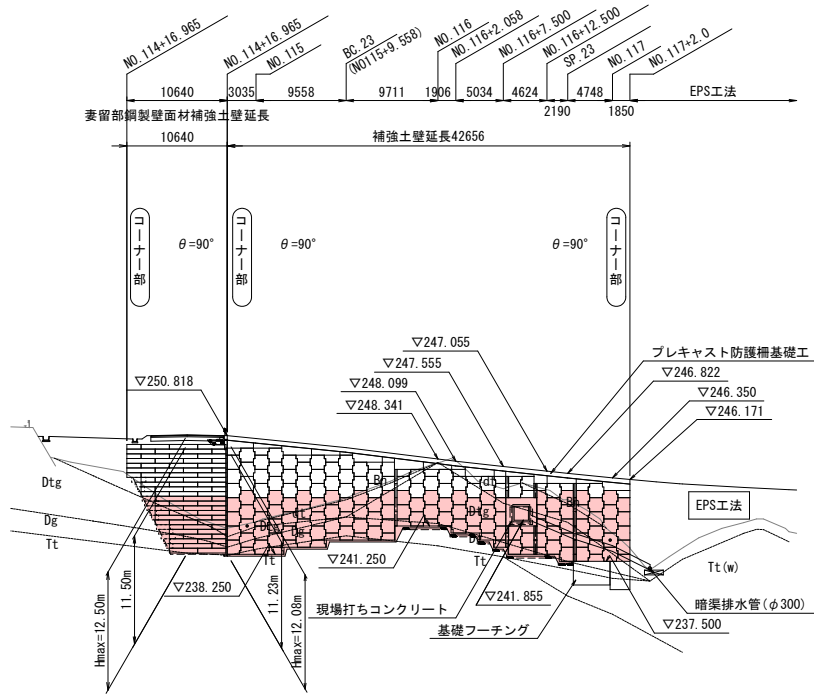 NO.114+16.965
NO.114+16.965
NO.115
BC.23
(NO115+9.558)
NO.116
NO.116+2.058
NO.116+7.500
NO.116+12.500
SP.23
NO.117
NO.117+2.0
10640
3035
9558
9711
1906
5034
4624
2190
4748
1850
EPS工法
妻留部鋼製壁面材補強土壁延長
10640
補強土壁延長42656
コーナー部
θ=90°
コーナー部
θ=90°
θ=90°
コーナー部
▽247.055
▽247.555
▽248.099
▽248.341
プレキャスト防護柵基礎工
▽246.822
▽246.350
▽246.171
▽250.818
Dtg
Dg
Tt
Bn
dt
Dtg
Dg
Tt
dt
Dtg
Bn
Tt
EPS工法
Tt(w)
▽241.250
▽238.250
▽241.855
現場打ちコンクリート
基礎フーチング
暗渠排水管(φ300)
▽237.500
Hmax=12.50m
11.50m
11.23m
Hmax=12.08m